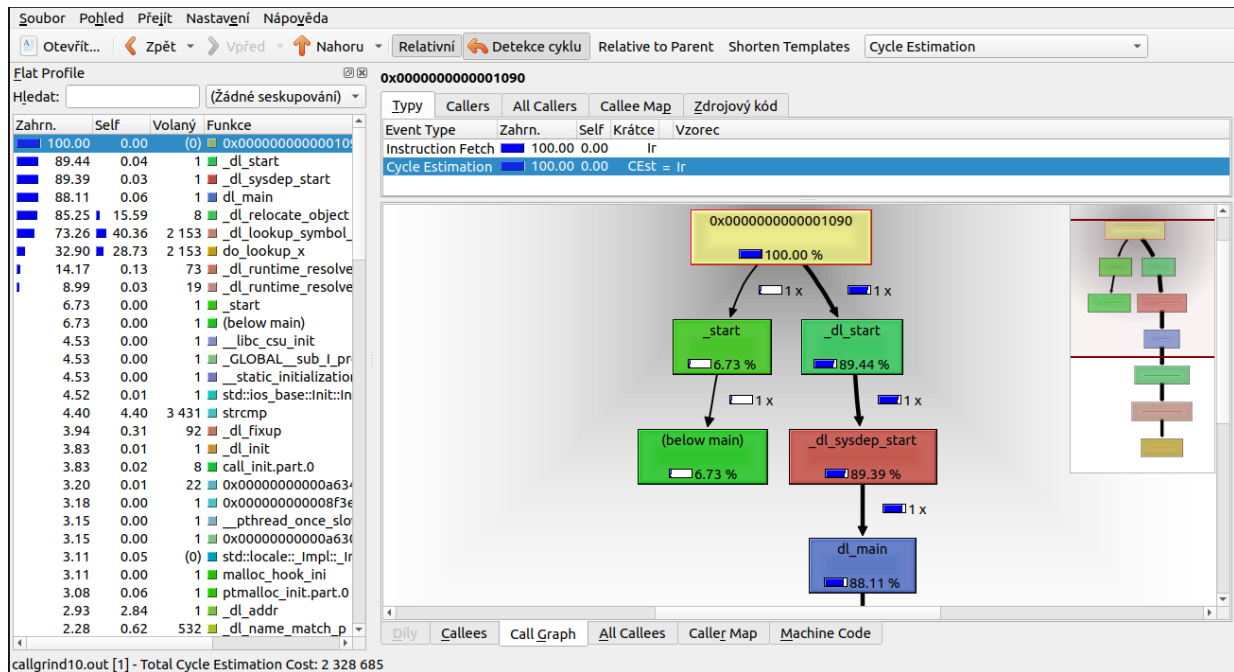 Soubor Pohled Přejít Nastavení Nápověda
Otevřít... Zpět Vpřed Nahoru Relativní Detekce cyklu Relative to Parent Shorten Templates Cycle Estimation
Flat Profile
Hledat: (Žádné seskupování)
Zahrn. Self Volaný Funkce
100.00 0.00 (0) 0x000000000000109
89.44 0.04 1 _dl_start
89.39 0.03 1 _dl_sysdep_start
88.11 0.06 1 dl_main
85.25 15.59 8 _dl_relocate_object
73.26 40.36 2 153 _dl_lookup_symbol_
32.90 28.73 2 153 do_lookup_x
14.17 0.13 73 _dl_runtime_resolve
8.99 0.03 19 _dl_runtime_resolve
6.73 0.00 1 _start
6.73 0.00 1 (below main)
4.53 0.00 1 __libc_csu_init
4.53 0.00 1 _GLOBAL__sub_I_pr
4.53 0.00 1 __static_initializatio
4.52 0.01 1 std::ios_base::Init::In
4.40 4.40 3 431 strcmp
3.94 0.31 92 _dl_fixup
3.83 0.01 1 _dl_init
3.83 0.02 8 call_init.part.0
3.20 0.01 22 0x00000000000a634
3.18 0.00 1 0x000000000008f3e
3.15 0.00 1 __pthread_once_slo
3.15 0.00 1 0x00000000000a630
3.11 0.05 (0) std::locale::_Impl::_Ir
3.11 0.00 1 malloc_hook_ini
3.08 0.06 1 ptmalloc_init.part.0
2.93 2.84 1 _dl_addr
2.28 0.62 532 _dl_name_match_p
0x0000000000001090
Typy Callers All Callers Callee Map Zdrojový kód
Event Type Zahrn. Self Krátce Vzorec
Instruction Fetch 100.00 0.00 Ir
Cycle Estimation 100.00 0.00 CEst = Ir
0x0000000000001090
100.00 %
1 x 1 x
_start _dl_start
6.73 % 89.44 %
1 x 1 x
(below main) _dl_sysdep_start
6.73 % 89.39 %
1 x
dl_main
88.11 %
Díly Callees Call Graph All Callees Caller Map Machine Code
callgrind10.out [1] - Total Cycle Estimation Cost: 2 328 685